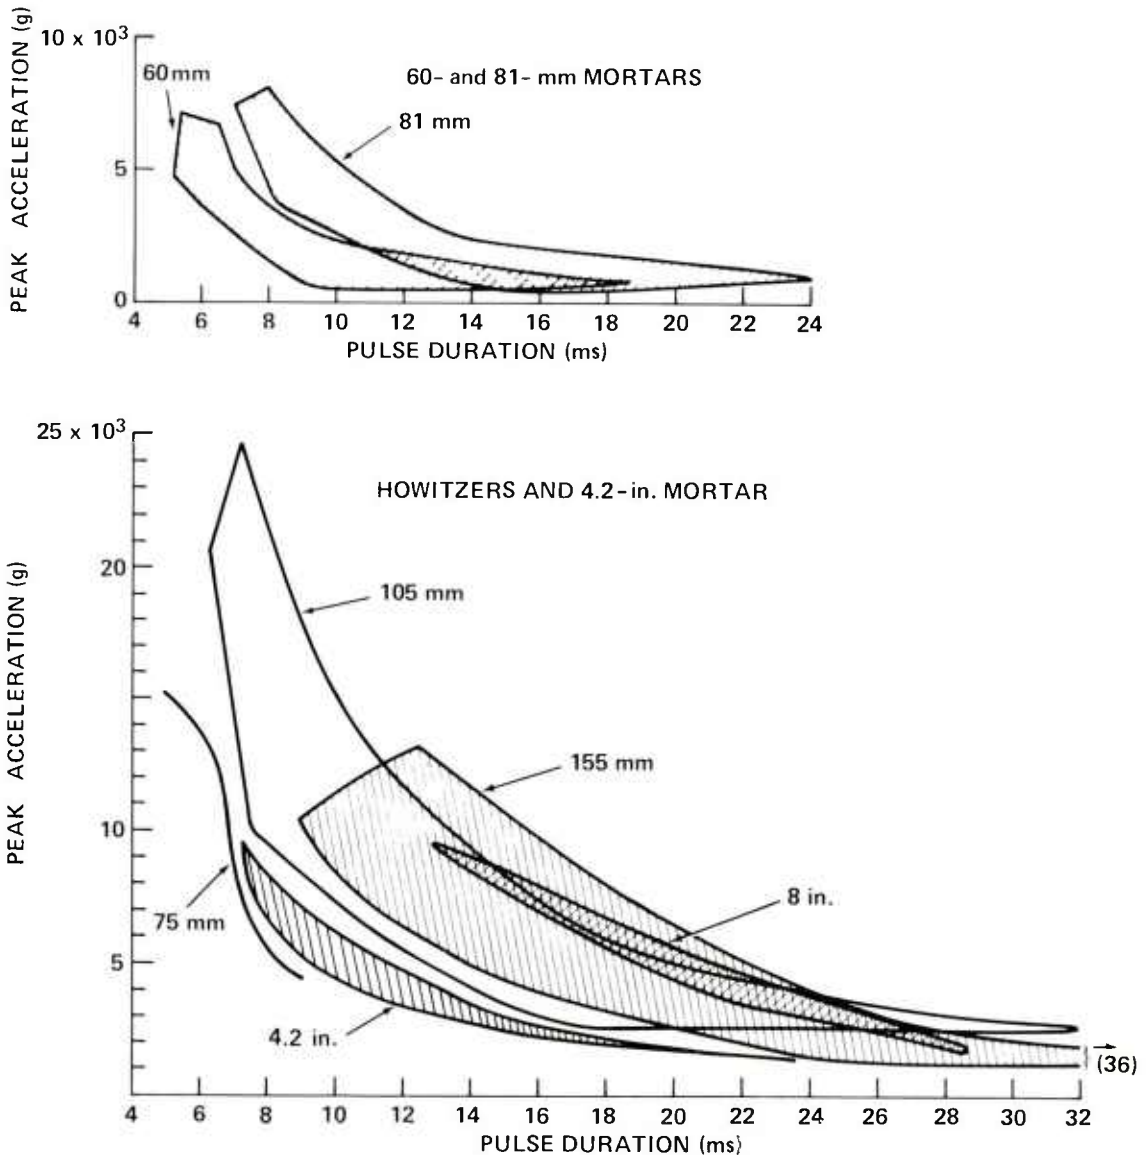 PEAK ACCELERATION (g)
10 x 10³
5
0
60mm
60- and 81- mm MORTARS
81 mm
4 6 8 10 12 14 16 18 20 22 24
PULSE DURATION (ms)
PEAK ACCELERATION (g)
25 x 10³
20
10
5
HOWITZERS AND 4.2-in. MORTAR
105 mm
155 mm
8 in.
75 mm
4.2 in.
(36)
4 6 8 10 12 14 16 18 20 22 24 26 28 30 32
PULSE DURATION (ms)